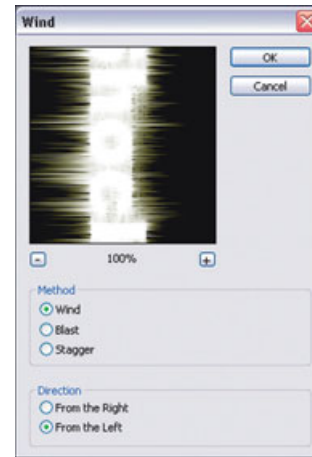 Wind
OK
Cancel
- 100% +
Method
Wind
Blast
Stagger
Direction
From the Right
From the Left